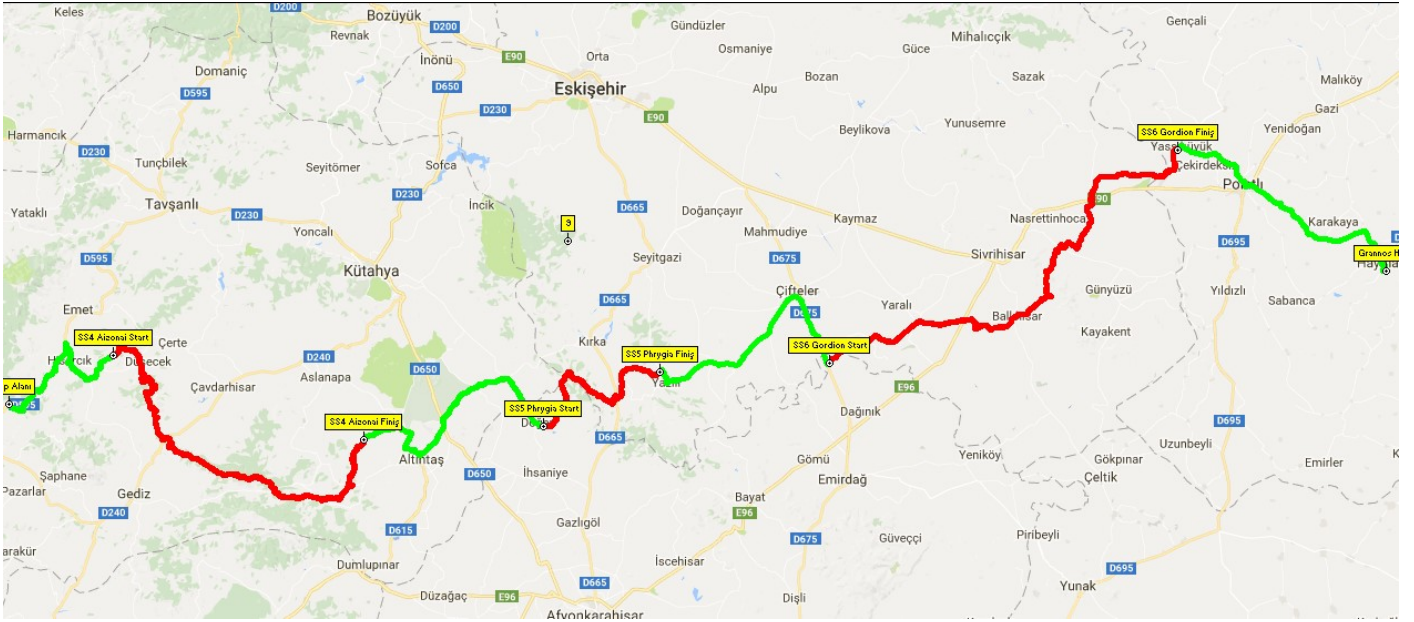 Keles
D200
Bozüyük
Gündüzler
Gençali
Revnak
D200
Mihalıcçık
İnönü
E90
Orta
Osmaniye
Güce
Domaniç
Sazak
Malıköy
D650
Alpu
Bozan
D595
Eskişehir
Gazi
D230
E90
Harmancık
Beylikova
Yunusemre
SS6 Gordion Finiş
Yenidoğan
D230
Tunçbilek
Seyitömer
Sofca
D230
İncik
D665
Doğançayır
Kaymaz
Nasrettinhoca
E90
Karakaya
Yataklı
Tavşanlı
D230
9
Mahmudiye
Yoncalı
Sivrihisar
D695
D595
Seyitgazi
D675
Kütahya
Çifteler
Günyüzü
Yıldızlı
Sabanca
D665
Yaralı
Emet
D675
SS4 Aizonai Start
Çerte
Kırka
SS6 Gordion Start
Kayakent
D240
SS5 Phrygia Finiş
D650
Aslanapa
Çavdarhisar
E96
SS5 Phrygia Start
Dağınık
SS4 Aizonai Finiş
D695
D665
Altıntaş
Gömü
Yeniköy
Gökpınar
Uzunbeyli
Emirler
Şaphane
D650
İhsaniye
Emirdağ
Çeltik
Pazarlar
Gediz
Bayat
D240
E96
D615
Gazlıgöl
D675
Güveççi
Piribeyli
Dumlupınar
İscehisar
D695
D665
Yunak
Düzağaç
E96
Dişli
Afyonkarahisar